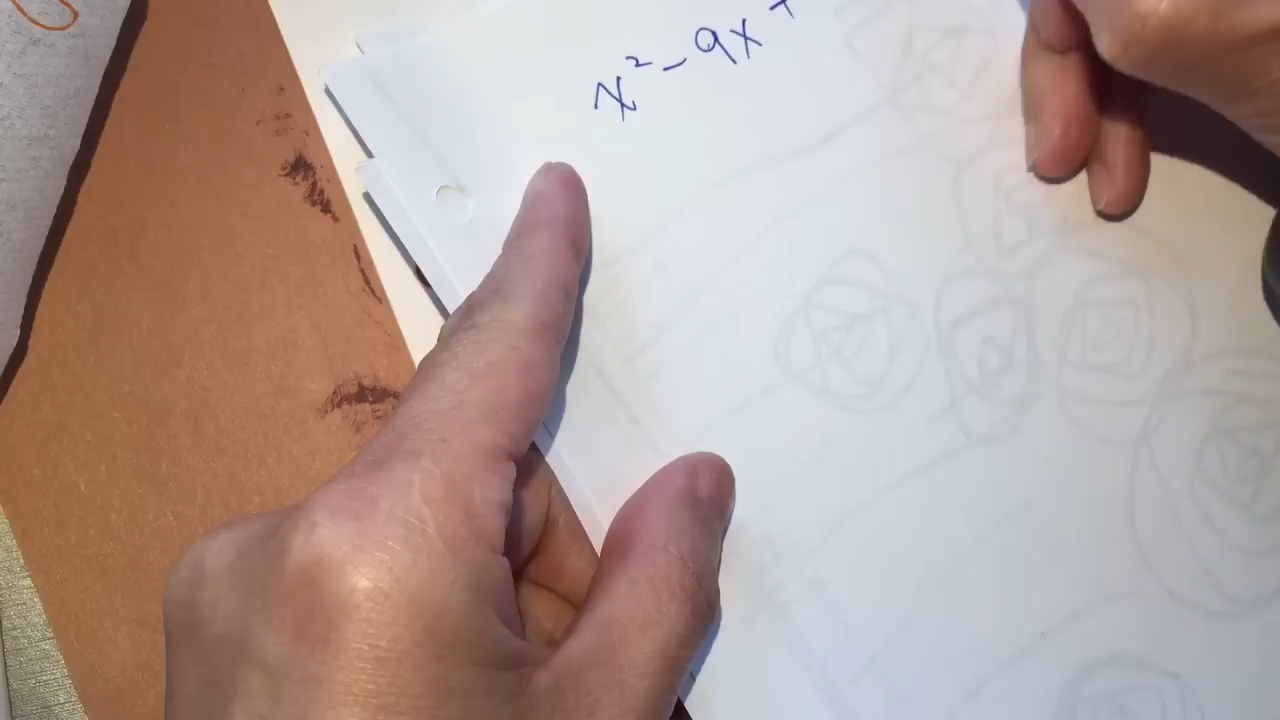 x² - 9x +